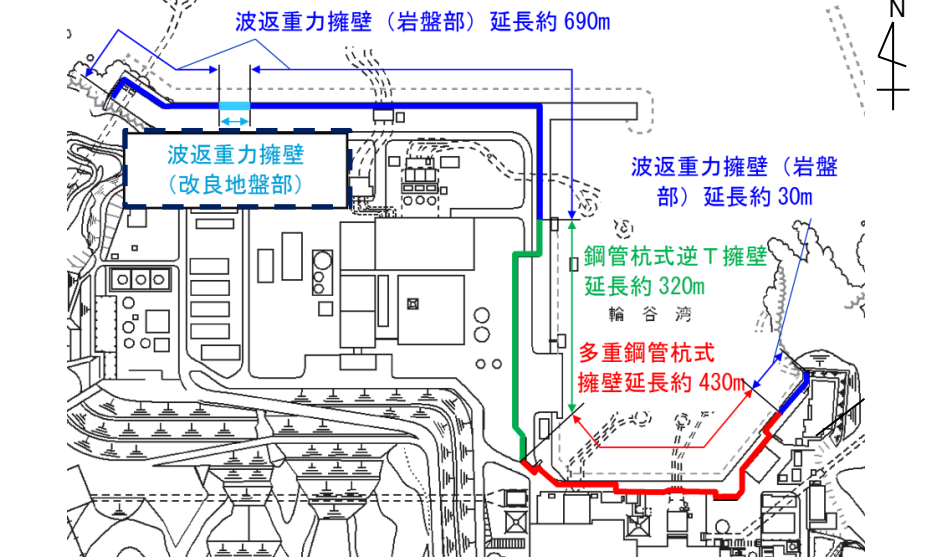 波返重力擁壁（岩盤部）延長約 690m
N
波返重力擁壁
（改良地盤部）
波返重力擁壁（岩盤
部）延長約 30m
鋼管杭式逆Ｔ擁壁
延長約 320m
輪 谷 湾
多重鋼管杭式
擁壁延長約 430m